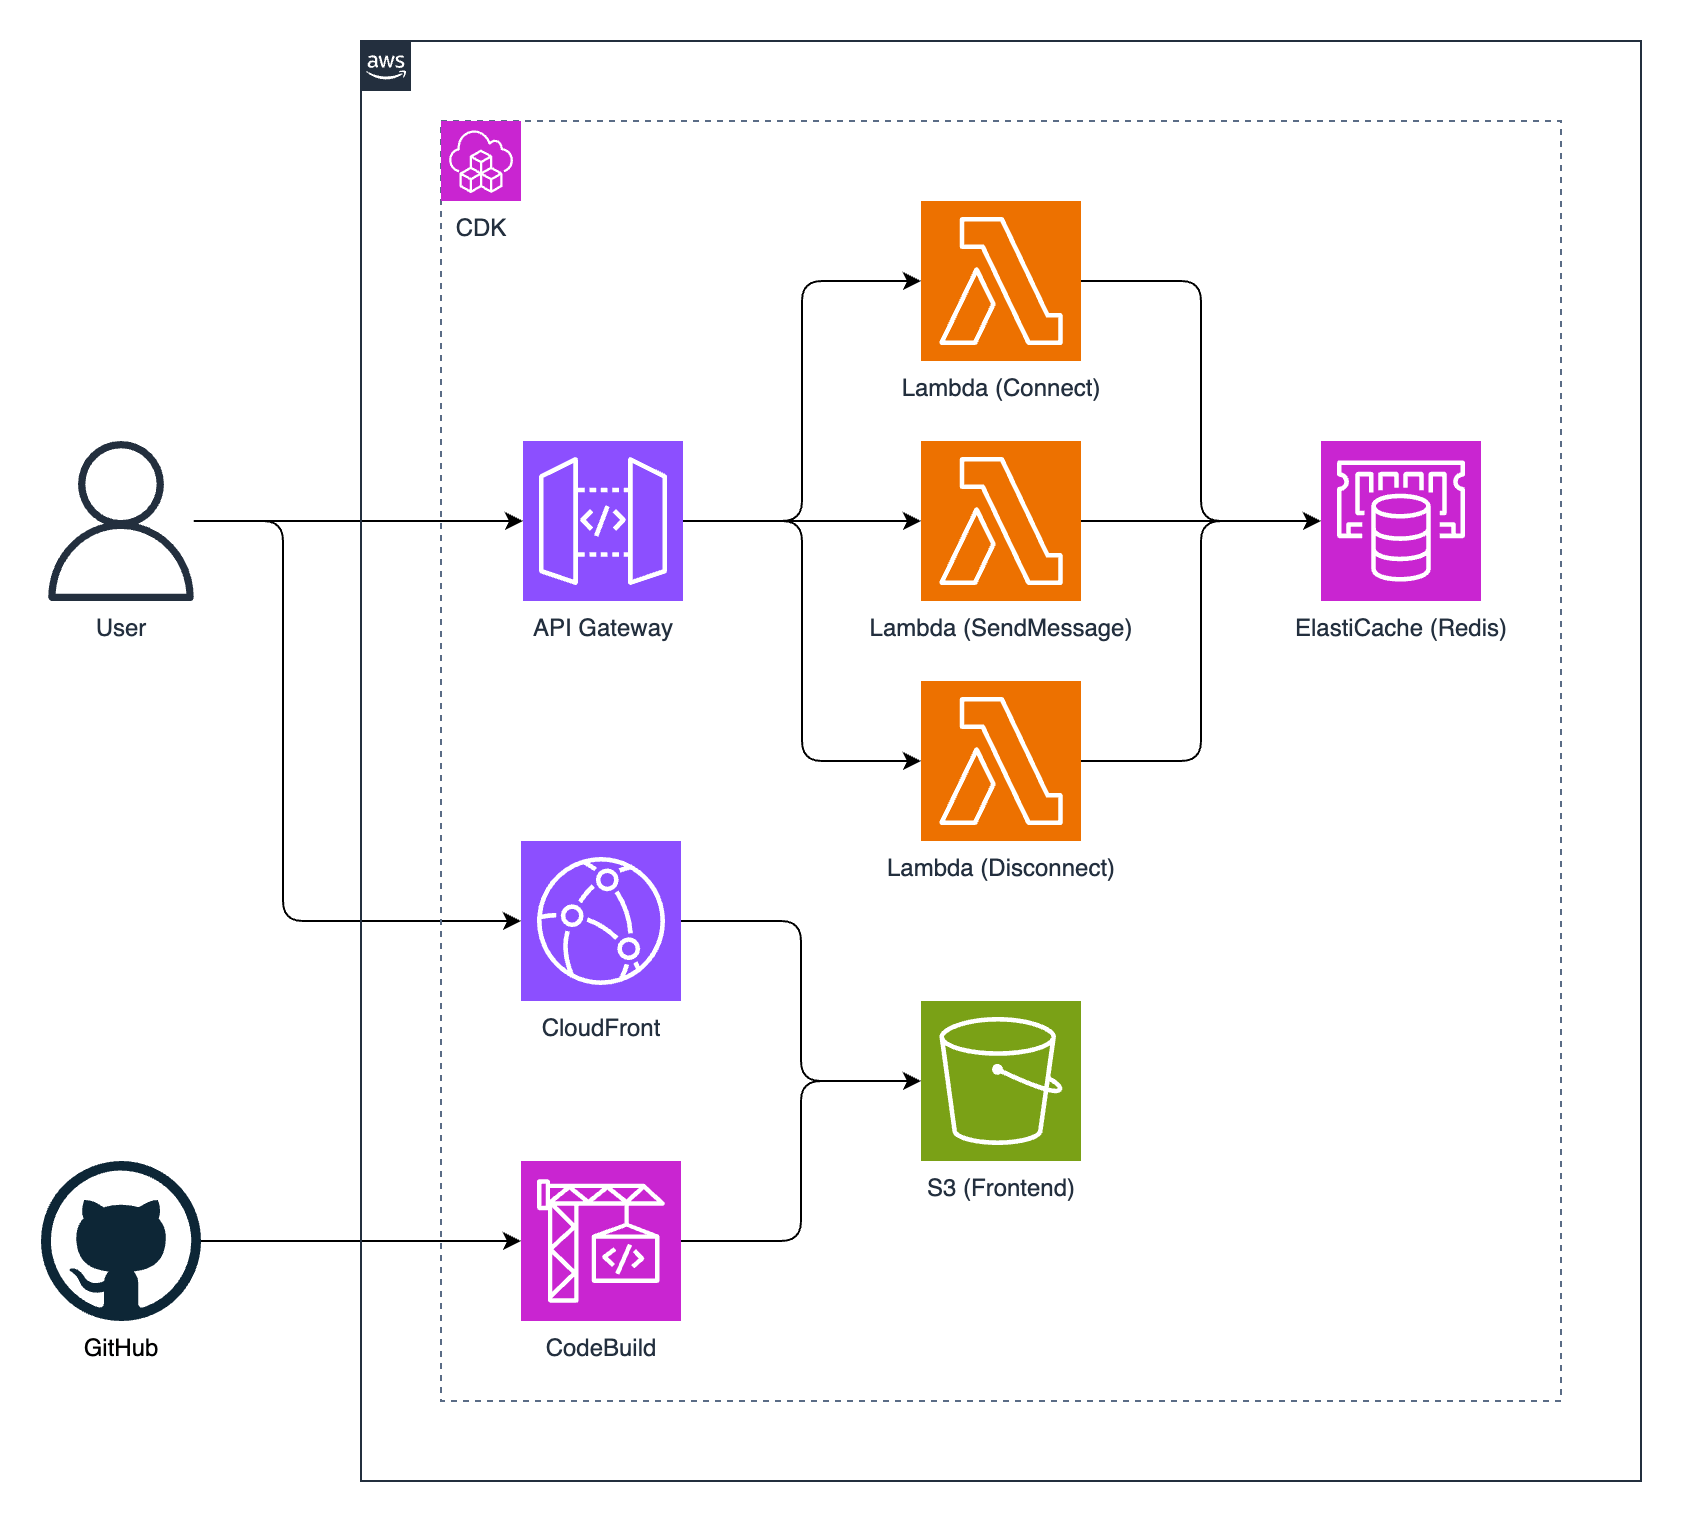 aws
CDK
Lambda (Connect)
User
API Gateway
Lambda (SendMessage)
ElastiCache (Redis)
Lambda (Disconnect)
CloudFront
S3 (Frontend)
GitHub
CodeBuild